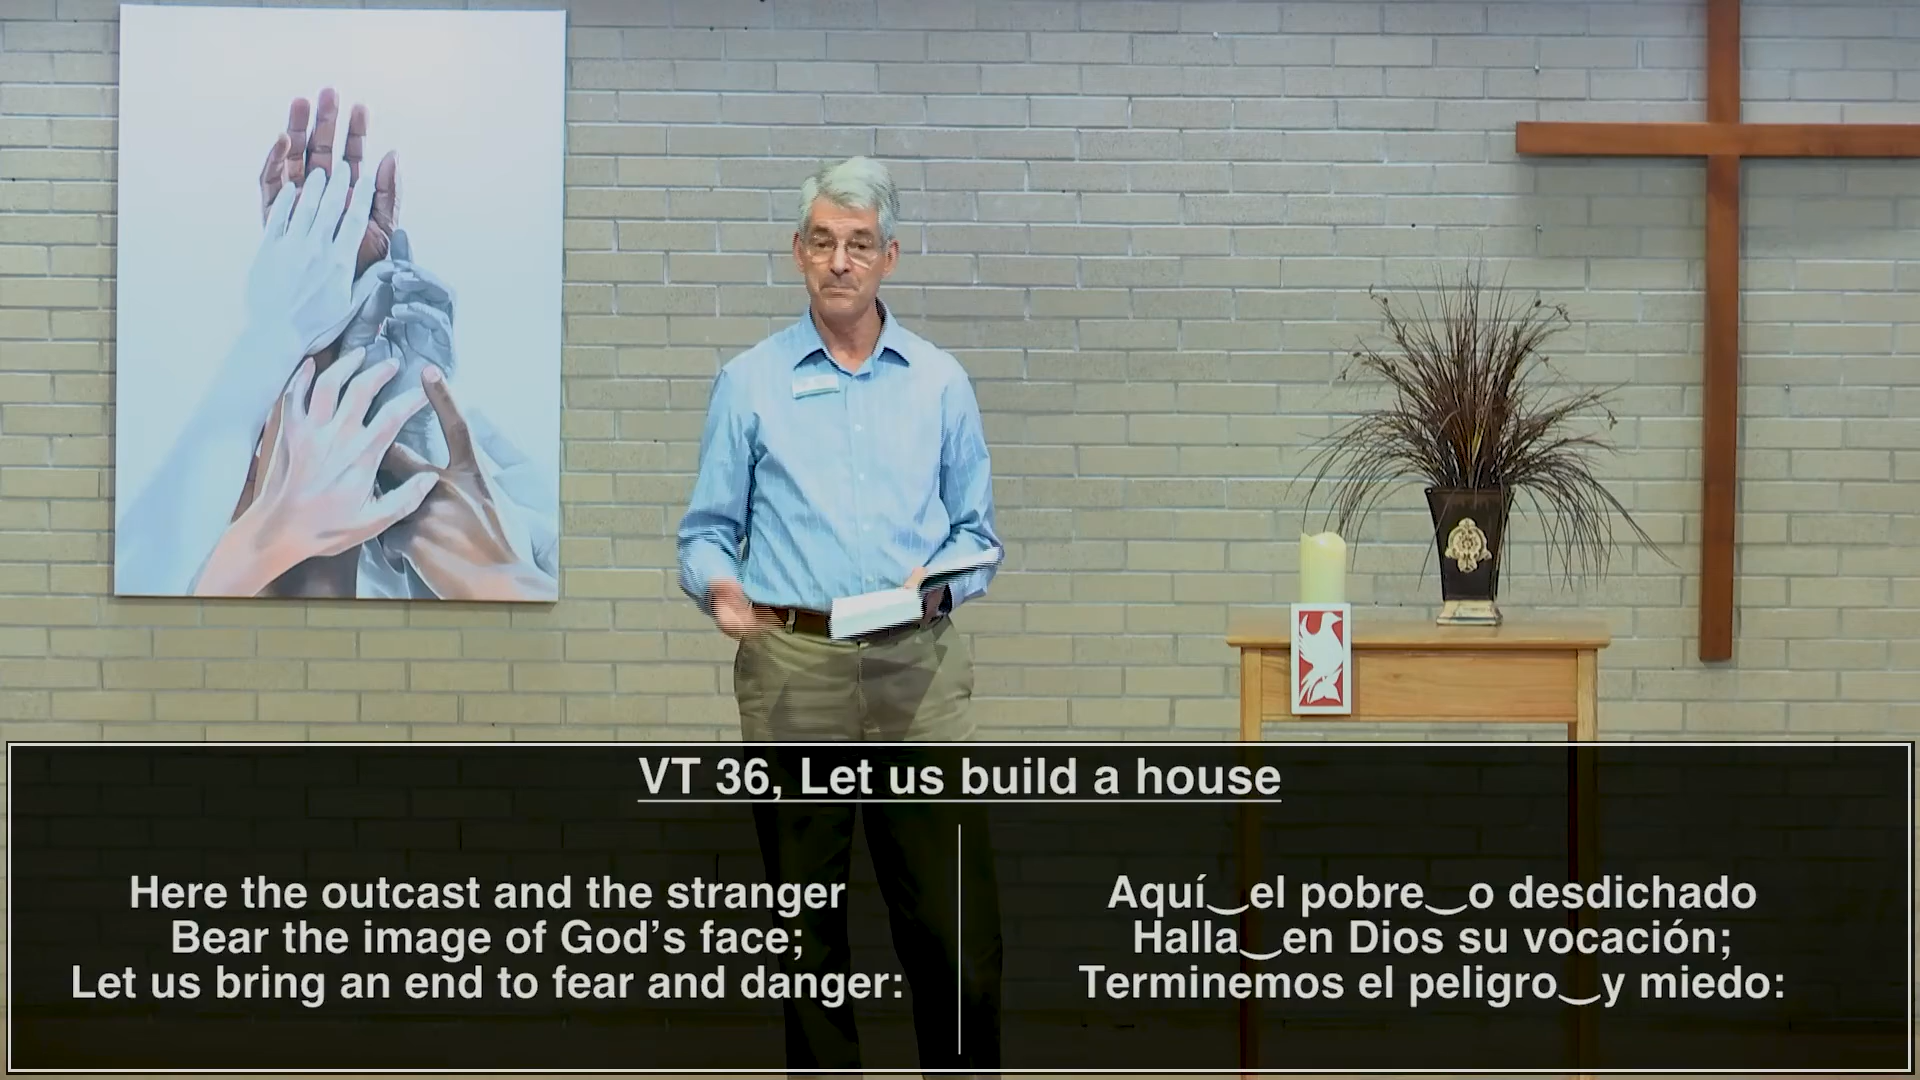 VT 36, Let us build a house
Here the outcast and the stranger
Bear the image of God’s face;
Let us bring an end to fear and danger:
Aquí‿el pobre‿o desdichado
Halla‿en Dios su vocación;
Terminemos el peligro‿y miedo: